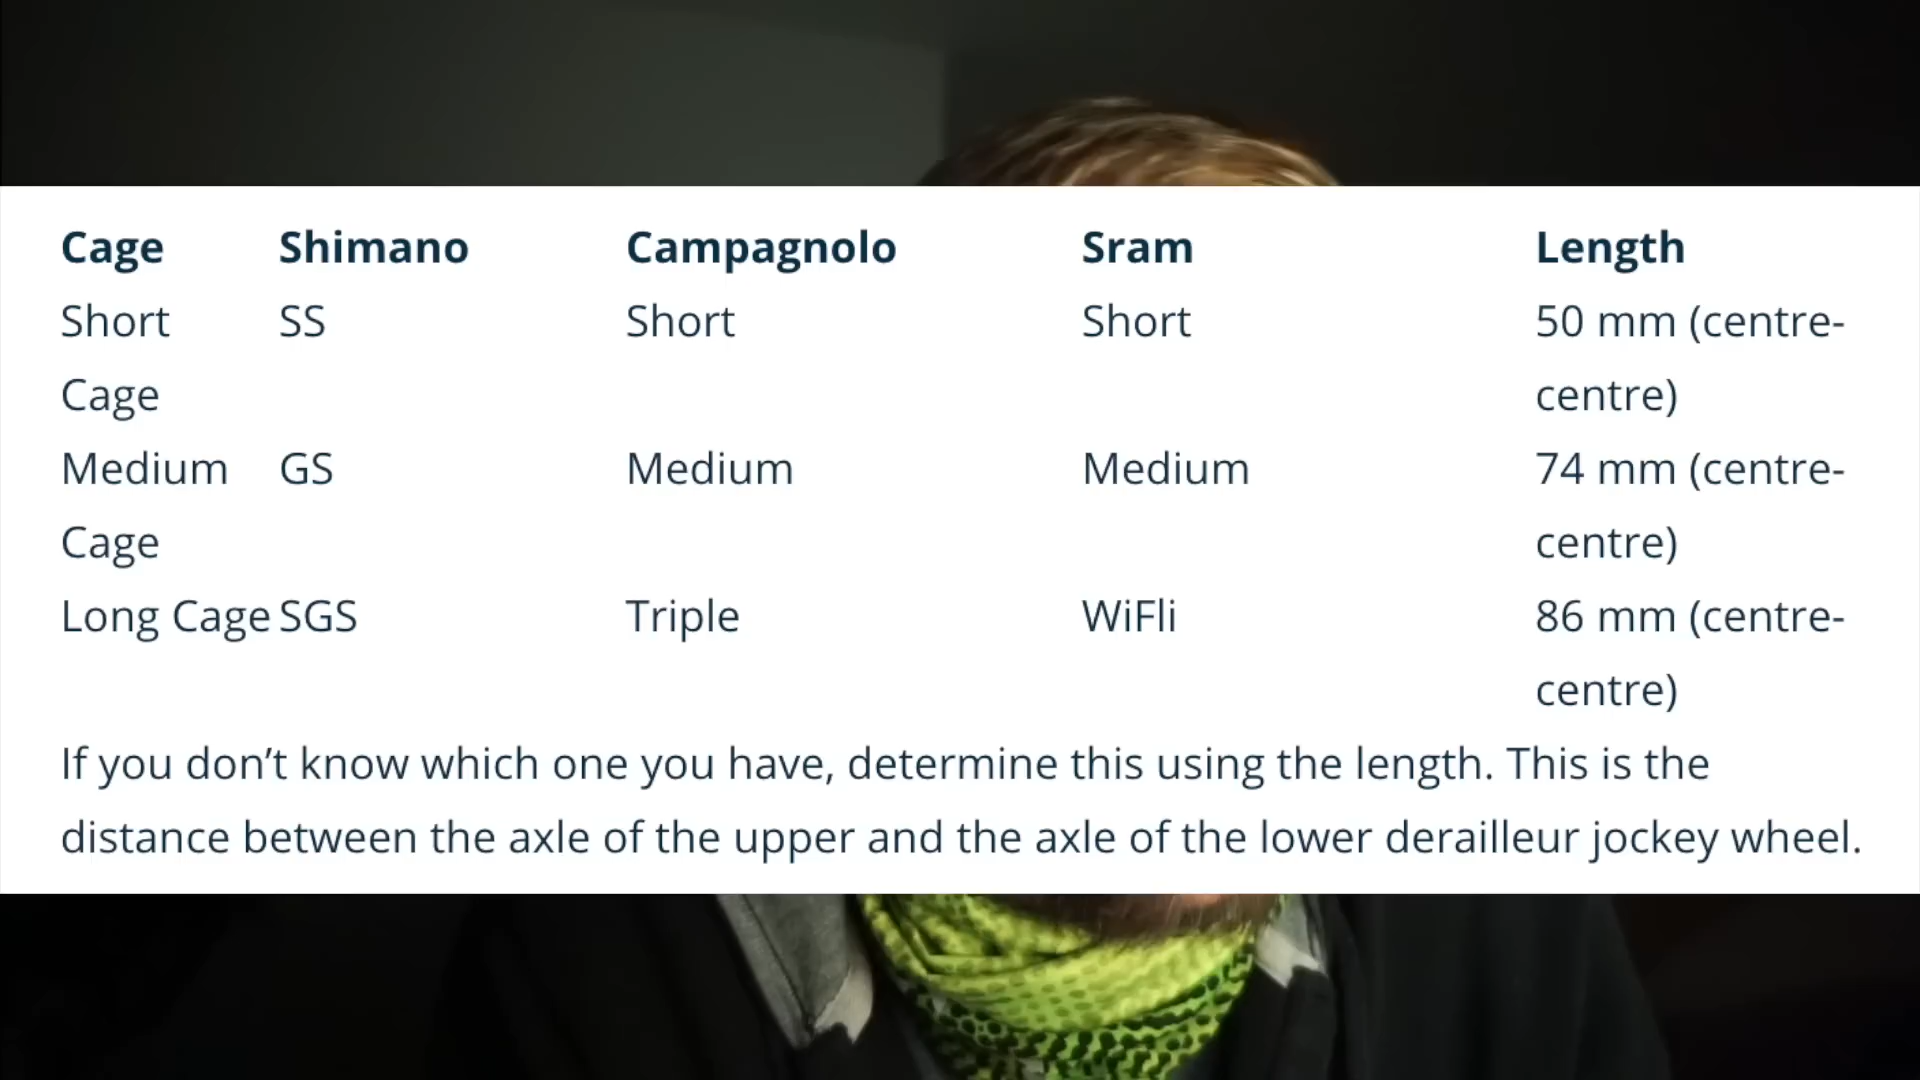 Cage Shimano Campagnolo Sram Length
Short SS Short Short 50 mm (centre-
Cage centre)
Medium GS Medium Medium 74 mm (centre-
Cage centre)
Long Cage SGS Triple WiFli 86 mm (centre-
centre)
If you don’t know which one you have, determine this using the length. This is the
distance between the axle of the upper and the axle of the lower derailleur jockey wheel.